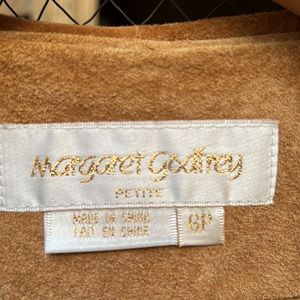 Margaret Godfrey
PETITE
MADE IN CHINA
FAIT EN CHINE
6P